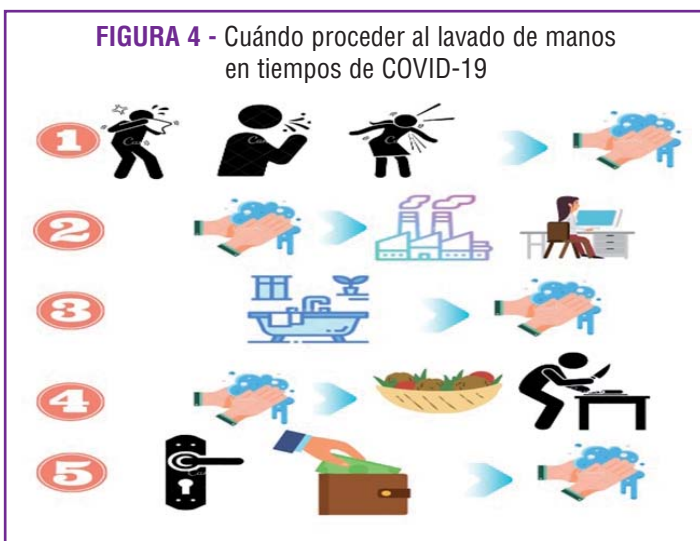 FIGURA 4 - Cuándo proceder al lavado de manos
en tiempos de COVID-19
1
2
3
4
5